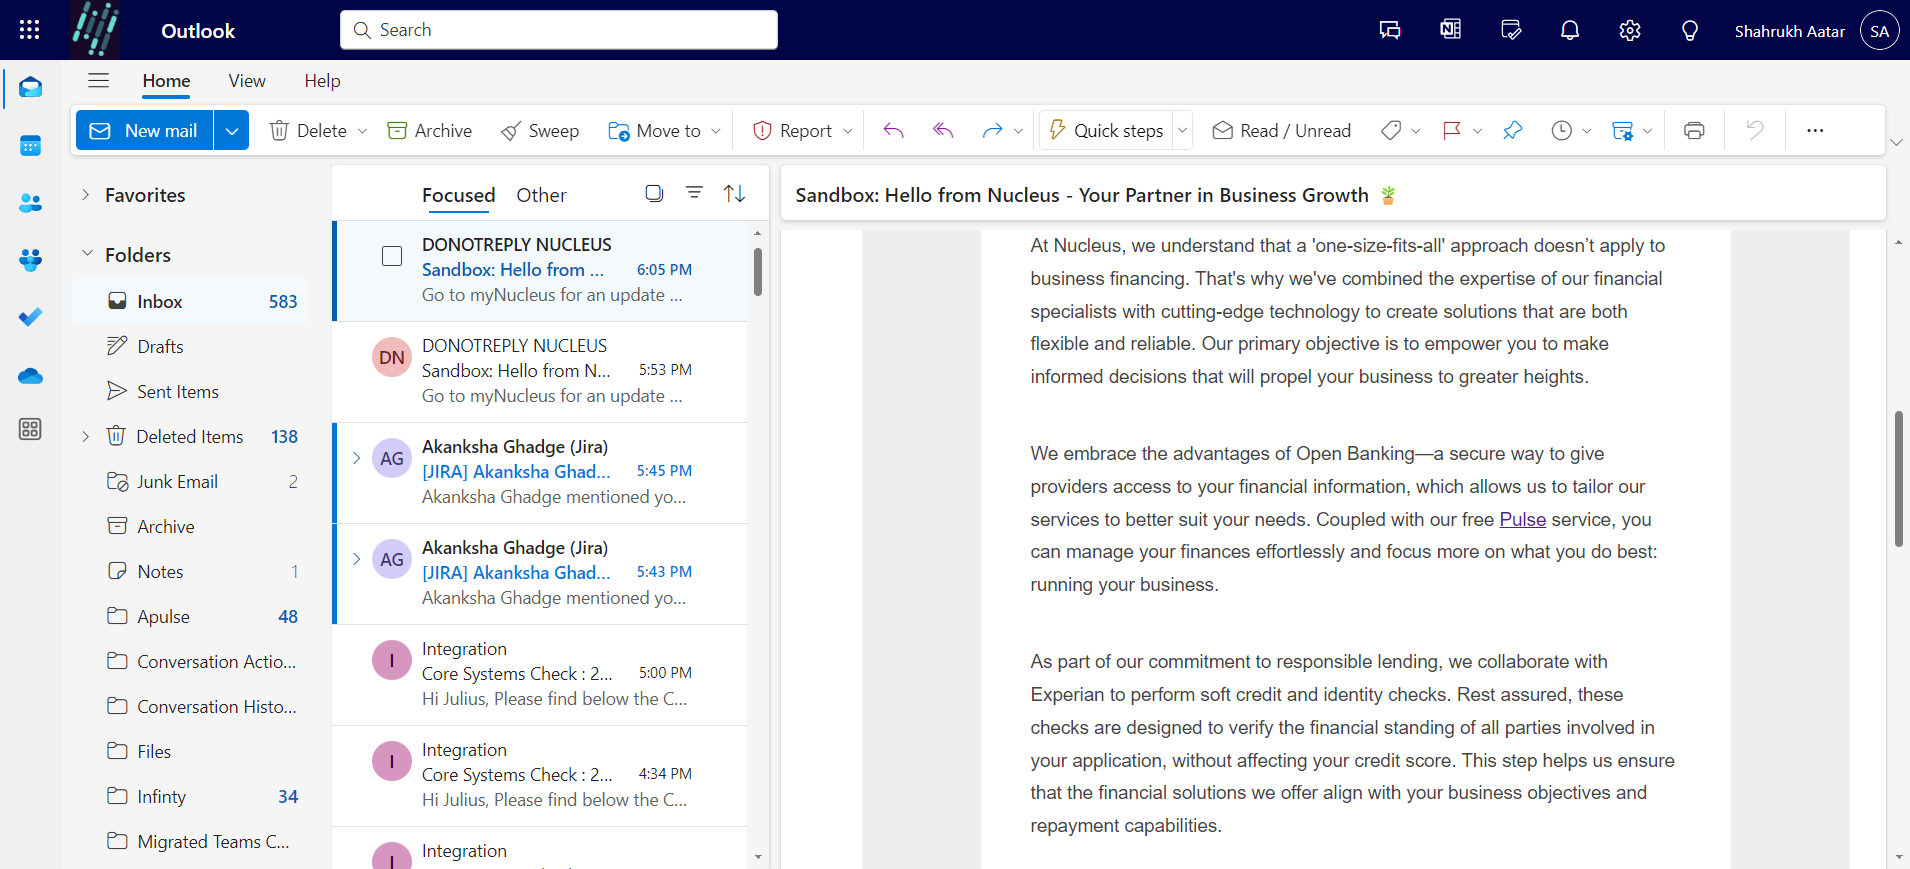 Outlook
Search
Shahrukh Aatar
SA
Home
View
Help
New mail
Delete
Archive
Sweep
Move to
Report
Quick steps
Read / Unread
Favorites
Folders
Inbox 583
Drafts
Sent Items
Deleted Items 138
Junk Email 2
Archive
Notes 1
Apulse 48
Conversation Actio...
Conversation Histo...
Files
Infinty 34
Migrated Teams C...
Focused
Other
DONOTREPLY NUCLEUS
Sandbox: Hello from ... 6:05 PM
Go to myNucleus for an update ...
DN
DONOTREPLY NUCLEUS
Sandbox: Hello from N... 5:53 PM
Go to myNucleus for an update ...
AG
Akanksha Ghadge (Jira)
[JIRA] Akanksha Ghad... 5:45 PM
Akanksha Ghadge mentioned yo...
AG
Akanksha Ghadge (Jira)
[JIRA] Akanksha Ghad... 5:43 PM
Akanksha Ghadge mentioned yo...
I
Integration
Core Systems Check : 2... 5:00 PM
Hi Julius, Please find below the C...
I
Integration
Core Systems Check : 2... 4:34 PM
Hi Julius, Please find below the C...
I
Integration
Sandbox: Hello from Nucleus - Your Partner in Business Growth 🪴
At Nucleus, we understand that a 'one-size-fits-all' approach doesn’t apply to
business financing. That's why we've combined the expertise of our financial
specialists with cutting-edge technology to create solutions that are both
flexible and reliable. Our primary objective is to empower you to make
informed decisions that will propel your business to greater heights.
We embrace the advantages of Open Banking—a secure way to give
providers access to your financial information, which allows us to tailor our
services to better suit your needs. Coupled with our free Pulse service, you
can manage your finances effortlessly and focus more on what you do best:
running your business.
As part of our commitment to responsible lending, we collaborate with
Experian to perform soft credit and identity checks. Rest assured, these
checks are designed to verify the financial standing of all parties involved in
your application, without affecting your credit score. This step helps us ensure
that the financial solutions we offer align with your business objectives and
repayment capabilities.